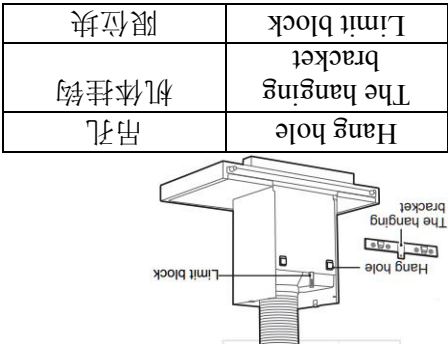 The hanging
bracket
Hang hole
Limit block
Hang hole 吊孔
The hanging
bracket 机体挂钩
Limit block 限位块